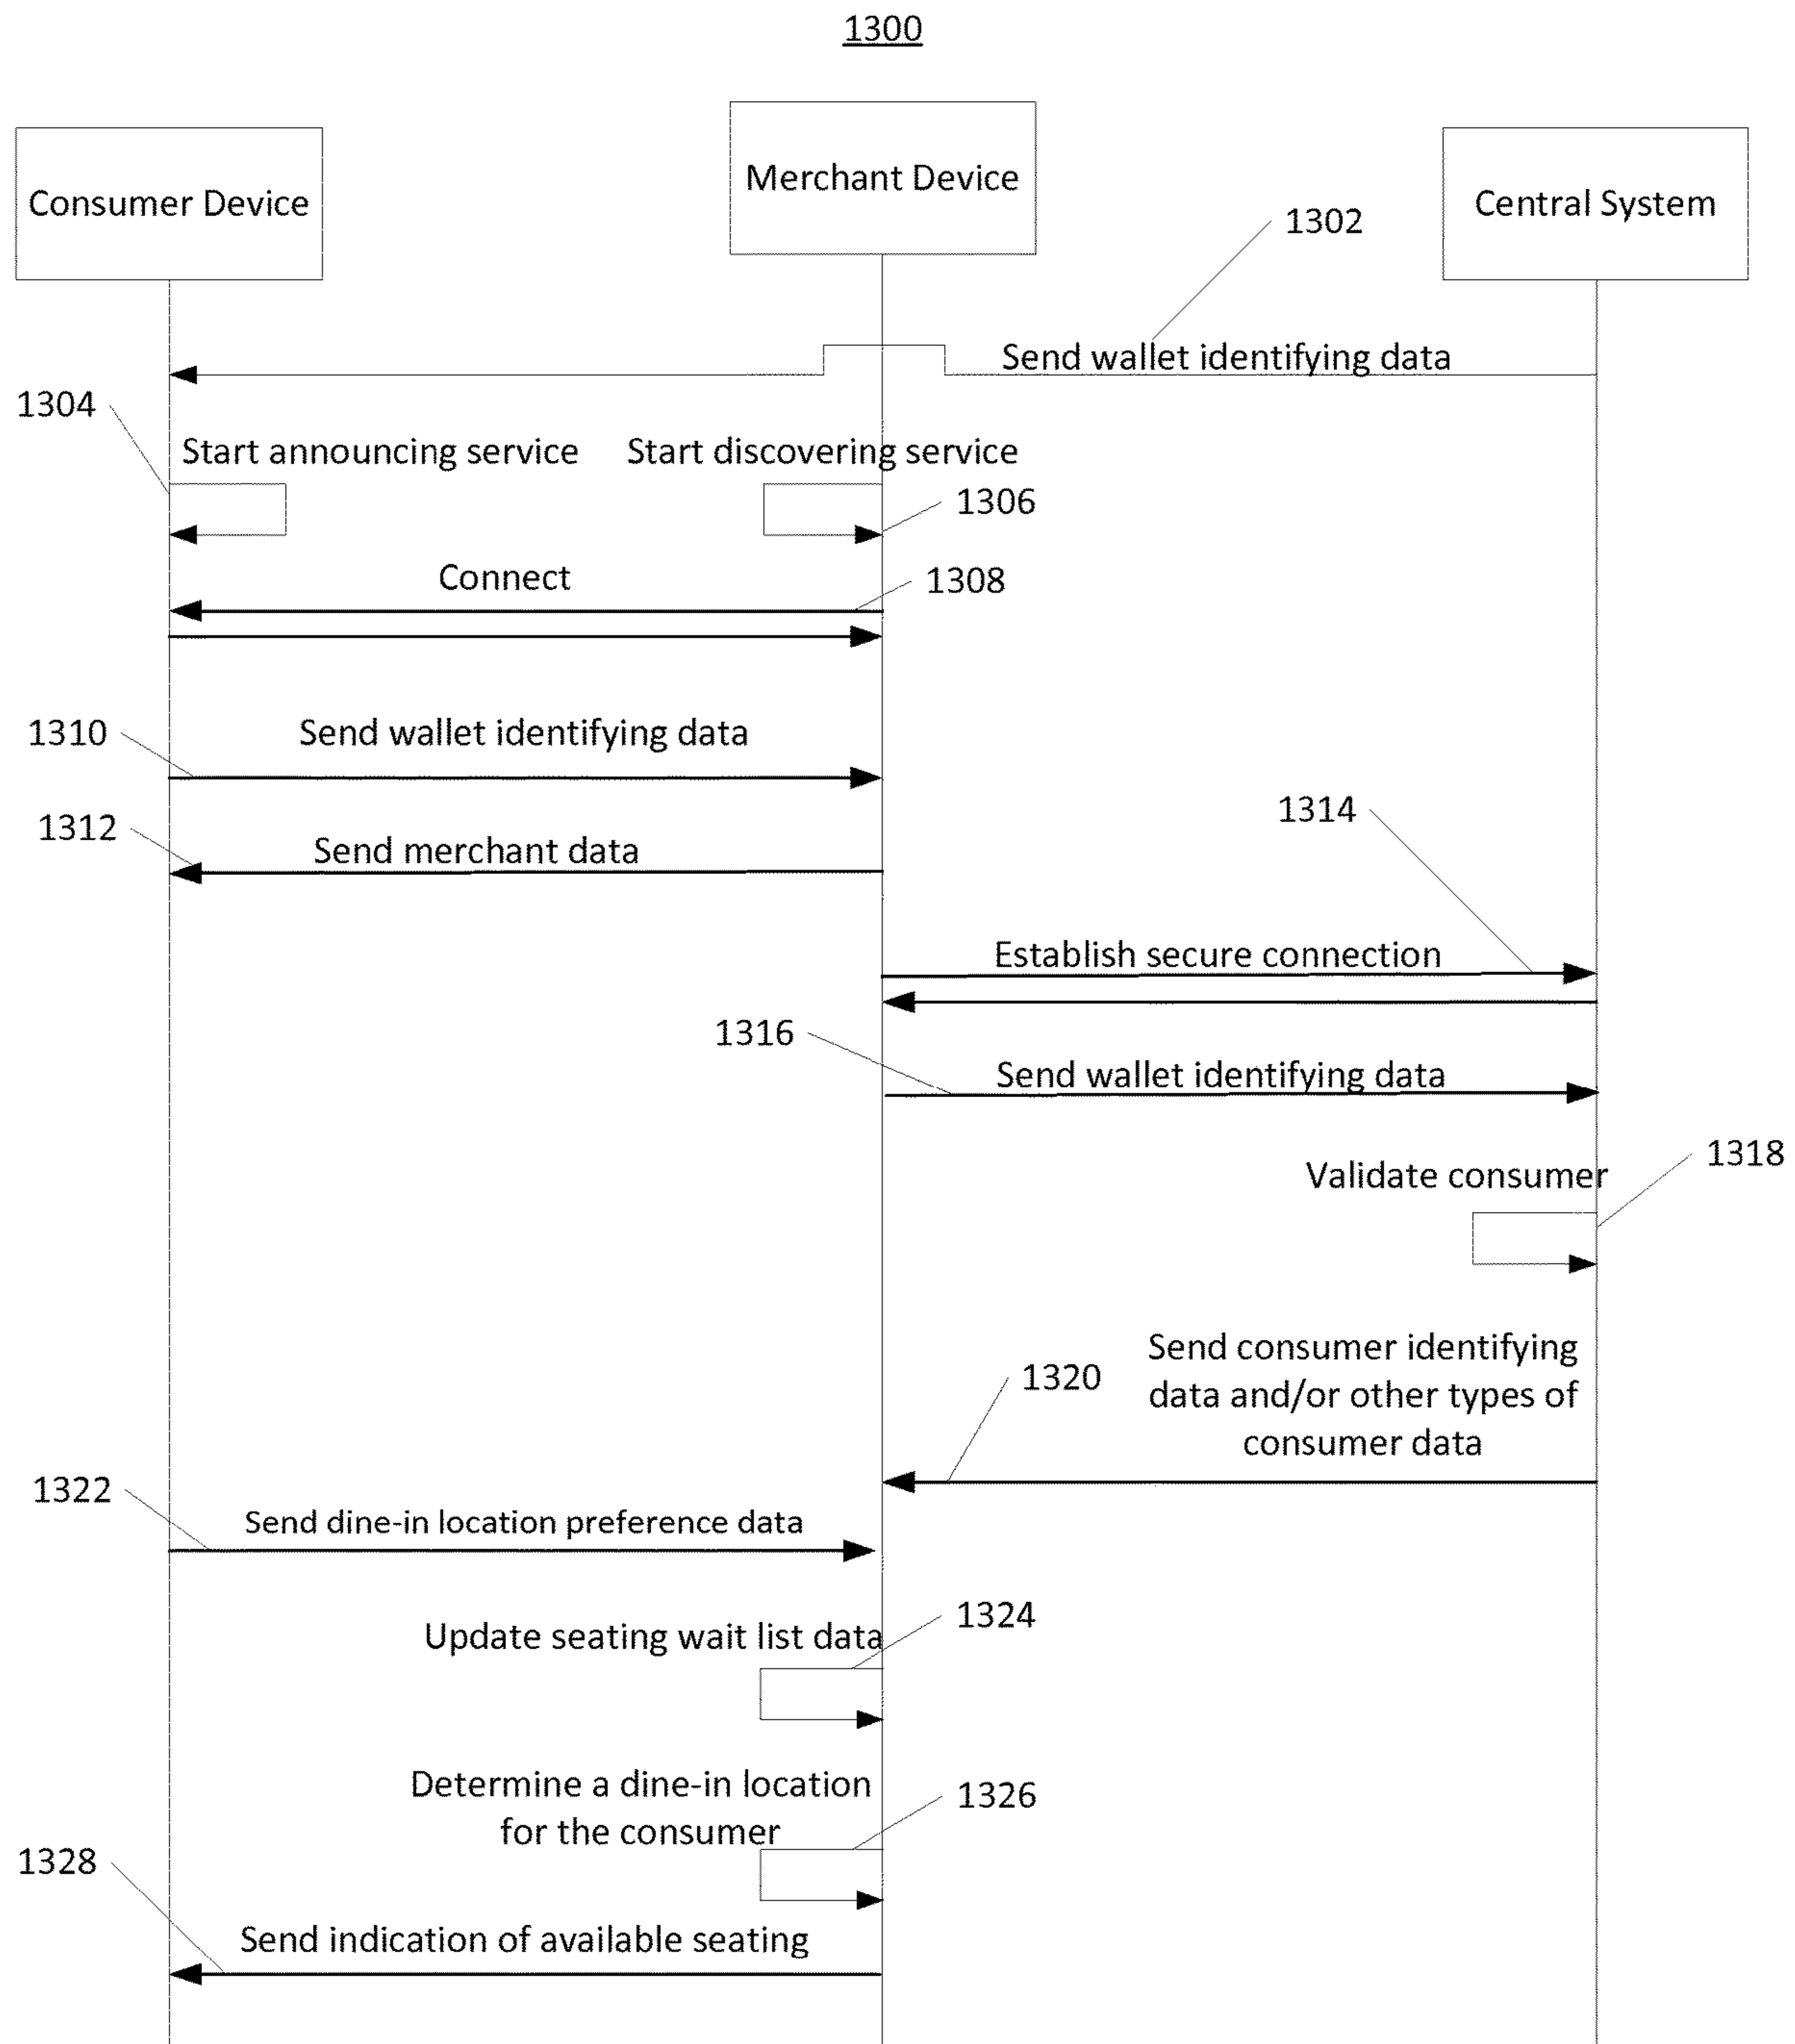 1300
Consumer Device
Merchant Device
Central System
1302
Send wallet identifying data
1304
Start announcing service
Start discovering service
1306
Connect
1308
1310
Send wallet identifying data
1312
Send merchant data
1314
Establish secure connection
1316
Send wallet identifying data
1318
Validate consumer
Send consumer identifying
data and/or other types of
consumer data
1320
1322
Send dine-in location preference data
1324
Update seating wait list data
Determine a dine-in location
for the consumer
1326
1328
Send indication of available seating